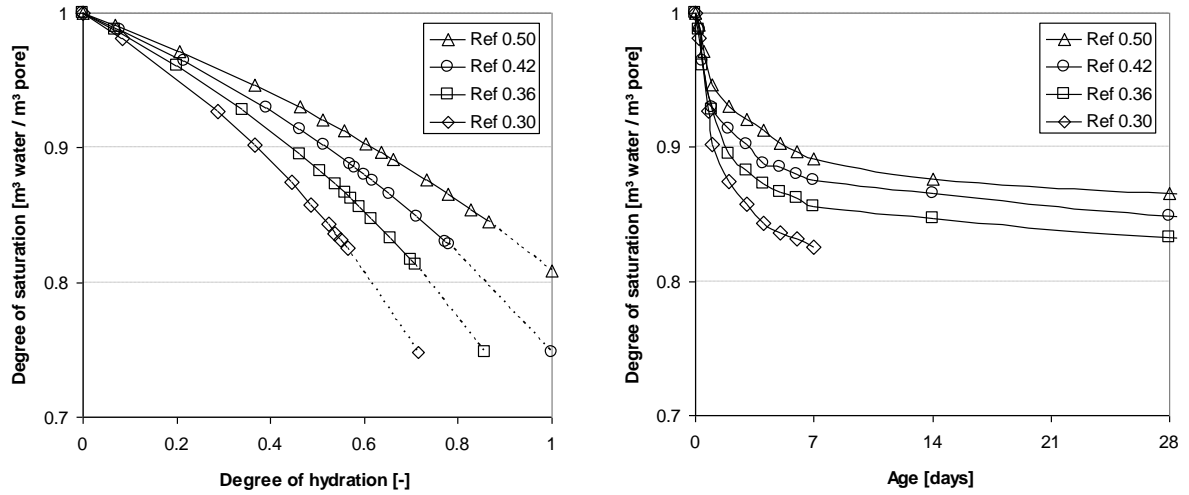 Degree of saturation [m³ water / m³ pore]
1
0.9
0.8
0.7
0
0.2
0.4
0.6
0.8
1
Degree of hydration [-]
Ref 0.50
Ref 0.42
Ref 0.36
Ref 0.30
Degree of saturation [m³ water / m³ pore]
1
0.9
0.8
0.7
0
7
14
21
28
Age [days]
Ref 0.50
Ref 0.42
Ref 0.36
Ref 0.30